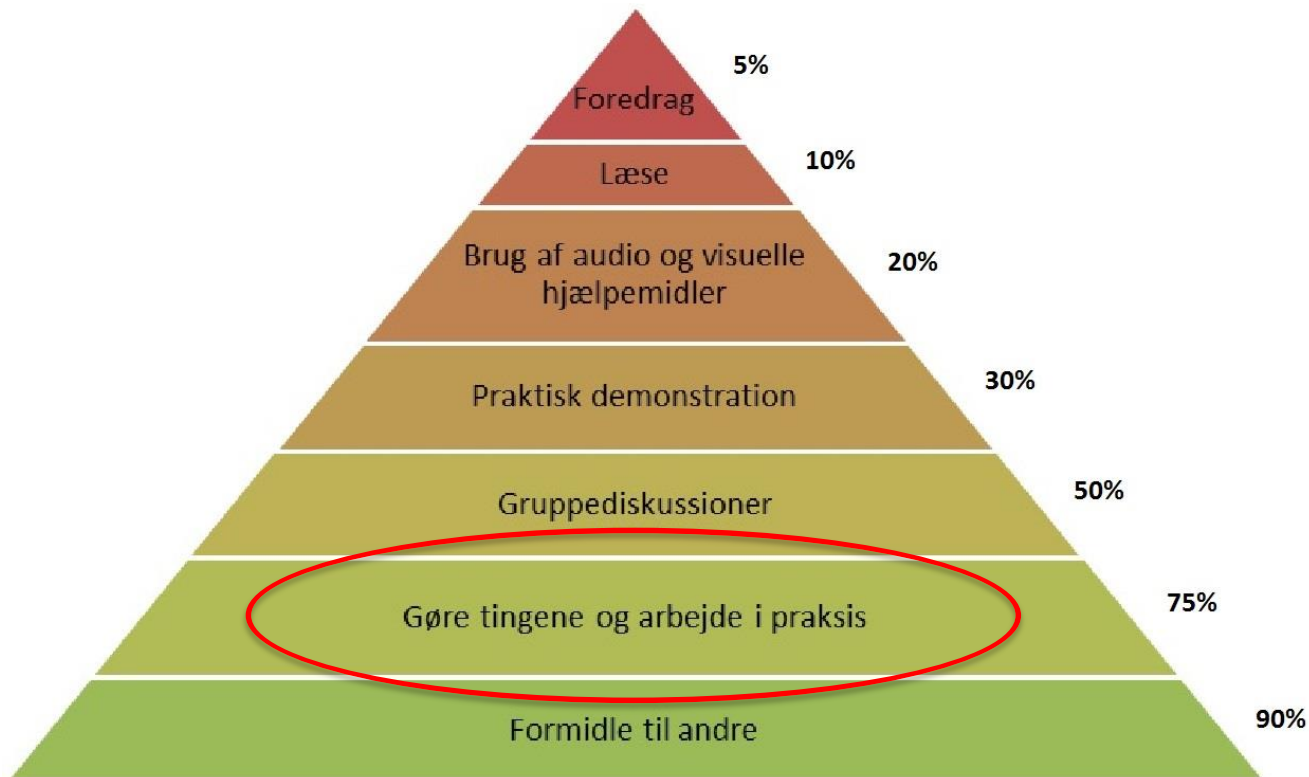 5%
Foredrag
10%
Læse
20%
Brug af audio og visuelle
hjælpemidler
30%
Praktisk demonstration
50%
Gruppediskussioner
75%
Gøre tingene og arbejde i praksis
90%
Formidle til andre